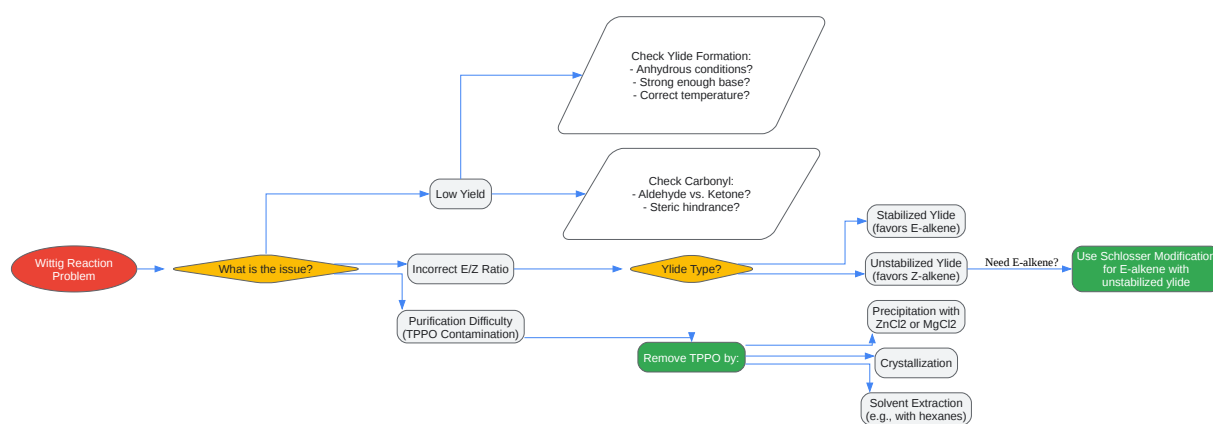 Check Ylide Formation:
- Anhydrous conditions?
- Strong enough base?
- Correct temperature?
Check Carbonyl:
- Aldehyde vs. Ketone?
- Steric hindrance?
Low Yield
Stabilized Ylide
(favors E-alkene)
Wittig Reaction
Problem
What is the issue?
Incorrect E/Z Ratio
Ylide Type?
Unstabilized Ylide
(favors Z-alkene)
Need E-alkene?
Use Schlosser Modification
for E-alkene with
unstabilized ylide
Purification Difficulty
(TPPO Contamination)
Remove TPPO by:
Precipitation with
ZnCl2 or MgCl2
Crystallization
Solvent Extraction
(e.g., with hexanes)